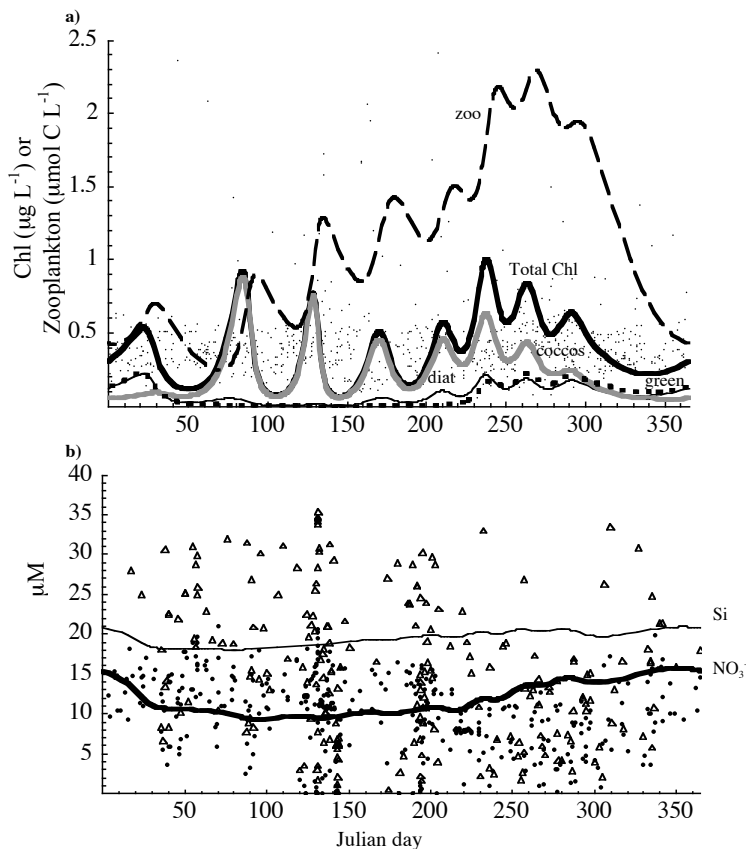 a)
2.5
2
1.5
1
0.5
Chl (µg L⁻¹) or
Zooplankton (µmol C L⁻¹)
zoo
Total Chl
coccos
diat
green
50 100 150 200 250 300 350
b)
40
35
30
25
20
15
10
5
µM
Si
NO₃⁻
50 100 150 200 250 300 350
Julian day